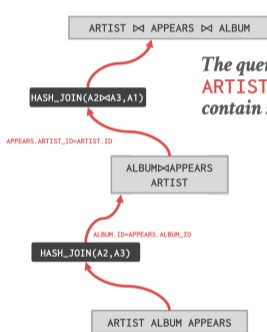 ARTIST ⋈ APPEARS ⋈ ALBUM
The quer
ARTIST
contain
HASH_JOIN(A2⋈A3,A1)
APPEARS.ARTIST_ID=ARTIST.ID
ALBUM⋈APPEARS
ARTIST
ALBUM.ID=APPEARS.ALBUM_ID
HASH_JOIN(A2,A3)
ARTIST ALBUM APPEARS